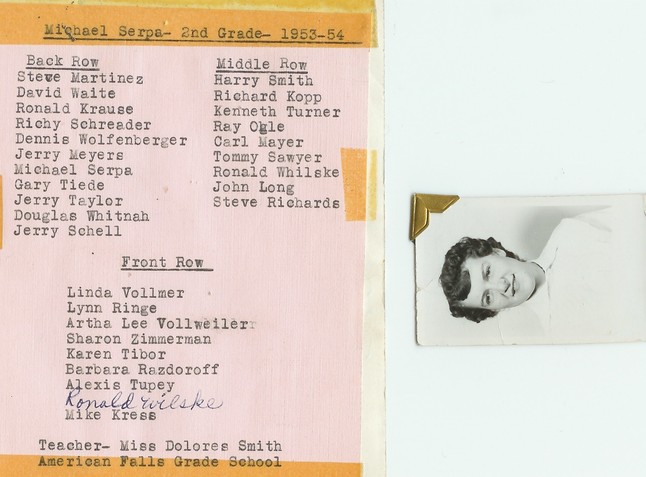 Michael Serpa- 2nd Grade- 1953-54
Back Row
Steve Martinez
David Waite
Ronald Krause
Richy Schreader
Dennis Wolfenberger
Jerry Meyers
Michael Serpa
Gary Tiede
Jerry Taylor
Douglas Whitnah
Jerry Schell
Middle Row
Harry Smith
Richard Kopp
Kenneth Turner
Ray Ogle
Carl Mayer
Tommy Sawyer
Ronald Whilske
John Long
Steve Richards
Front Row
Linda Vollmer
Lynn Ringe
Artha Lee Vollweiler
Sharon Zimmerman
Karen Tibor
Barbara Razdoroff
Alexis Tupey
Ronald Wilske
Mike Kress
Teacher- Miss Dolores Smith
American Falls Grade School